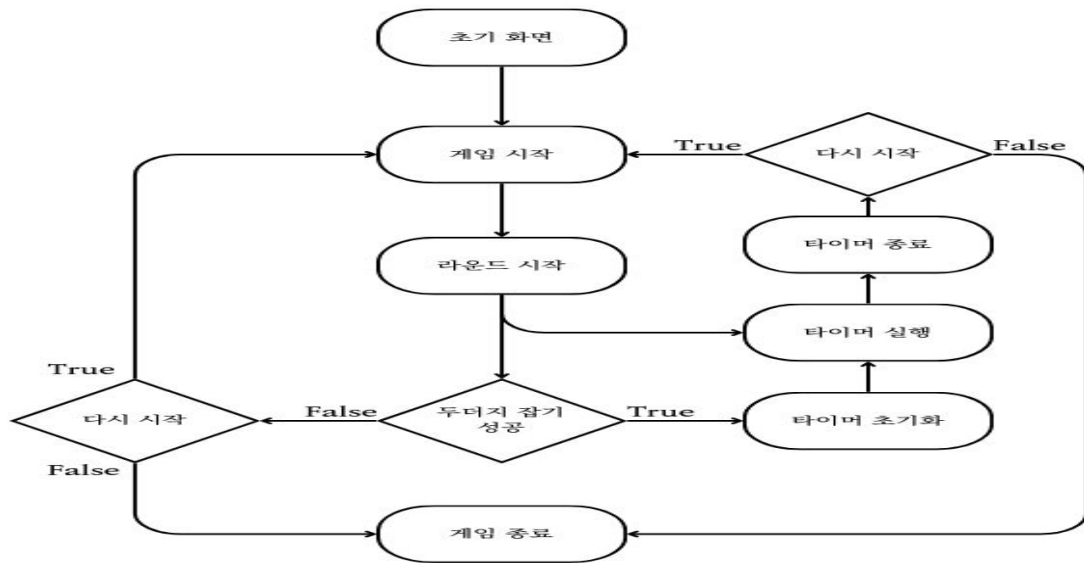 초기 화면
게임 시작
True
다시 시작
False
타이머 종료
라운드 시작
타이머 실행
True
다시 시작
False
False
두더지 잡기
성공
True
타이머 초기화
게임 종료